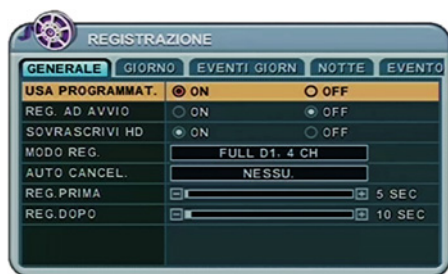 REGISTRAZIONE
GENERALE GIORNO EVENTI GIORN NOTTE EVENTO
USA PROGRAMMAT. ON OFF
REG. AD AVVIO ON OFF
SOVRASCRIVI HD ON OFF
MODO REG. FULL D1, 4 CH
AUTO CANCEL. NESSU.
REG.PRIMA 5 SEC
REG.DOPO 10 SEC